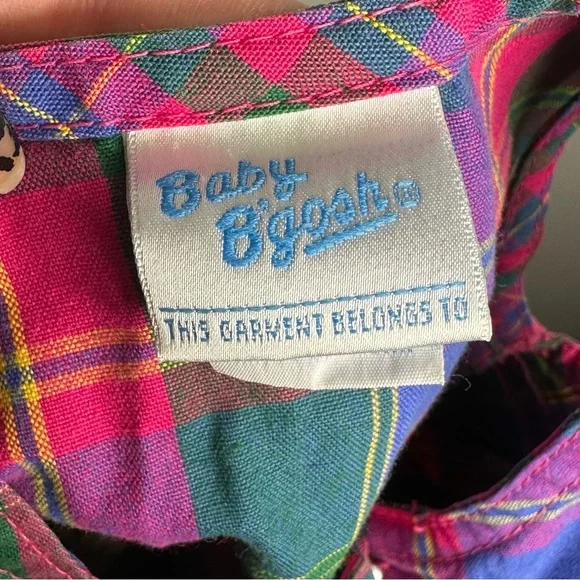 Baby
B'gosh ®
THIS GARMENT BELONGS TO